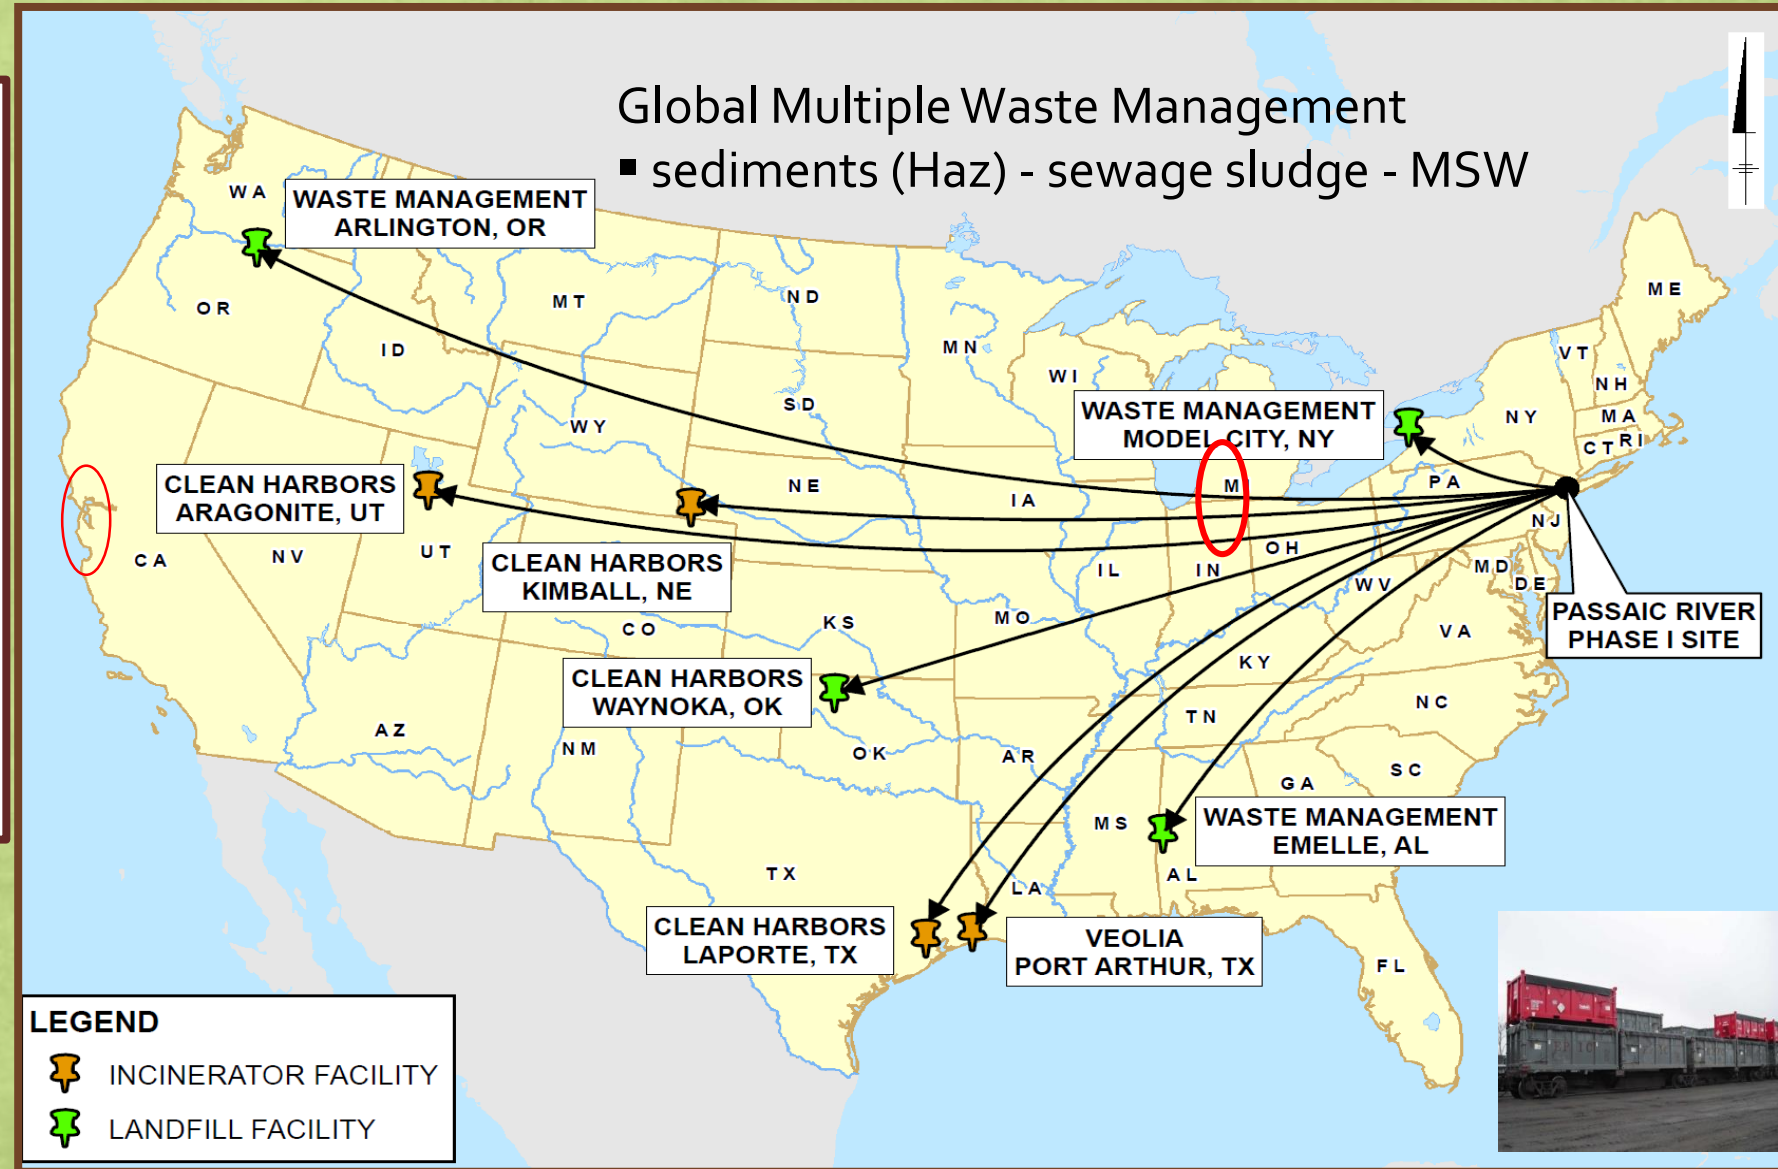 Global Multiple Waste Management
▪ sediments (Haz) - sewage sludge - MSW
WA
WASTE MANAGEMENT
ARLINGTON, OR
OR
MT
ND
ID
MN
ME
VT
NH
WI
SD
WY
WASTE MANAGEMENT
MODEL CITY, NY
NY
MA
CT
RI
CLEAN HARBORS
ARAGONITE, UT
NE
IA
M
PA
NJ
CA
NV
UT
CLEAN HARBORS
KIMBALL, NE
IL
IN
OH
WV
MD
DE
PASSAIC RIVER
PHASE I SITE
CO
KS
MO
VA
KY
CLEAN HARBORS
WAYNOKA, OK
NC
TN
AZ
NM
OK
AR
SC
GA
MS
WASTE MANAGEMENT
EMELLE, AL
TX
LA
AL
CLEAN HARBORS
LAPORTE, TX
VEOLIA
PORT ARTHUR, TX
FL
LEGEND
INCINERATOR FACILITY
LANDFILL FACILITY